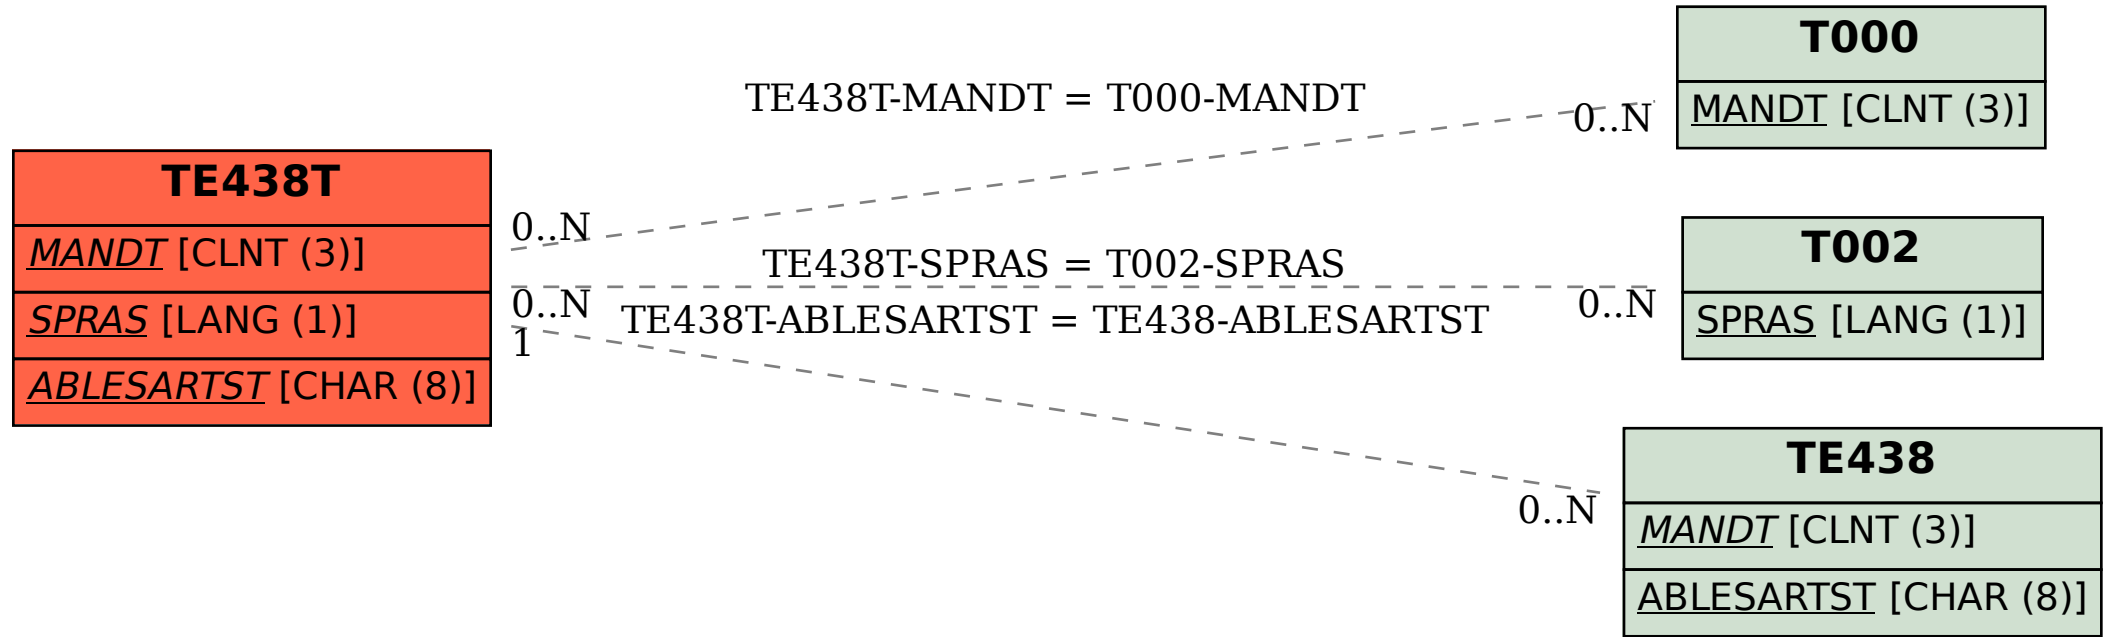 TE438T
MANDT [CLNT (3)]
SPRAS [LANG (1)]
ABLESARTST [CHAR (8)]
TE438T-MANDT = T000-MANDT
0..N
0..N
TE438T-SPRAS = T002-SPRAS
0..N
0..N
TE438T-ABLESARTST = TE438-ABLESARTST
1
0..N
T000
MANDT [CLNT (3)]
T002
SPRAS [LANG (1)]
TE438
MANDT [CLNT (3)]
ABLESARTST [CHAR (8)]